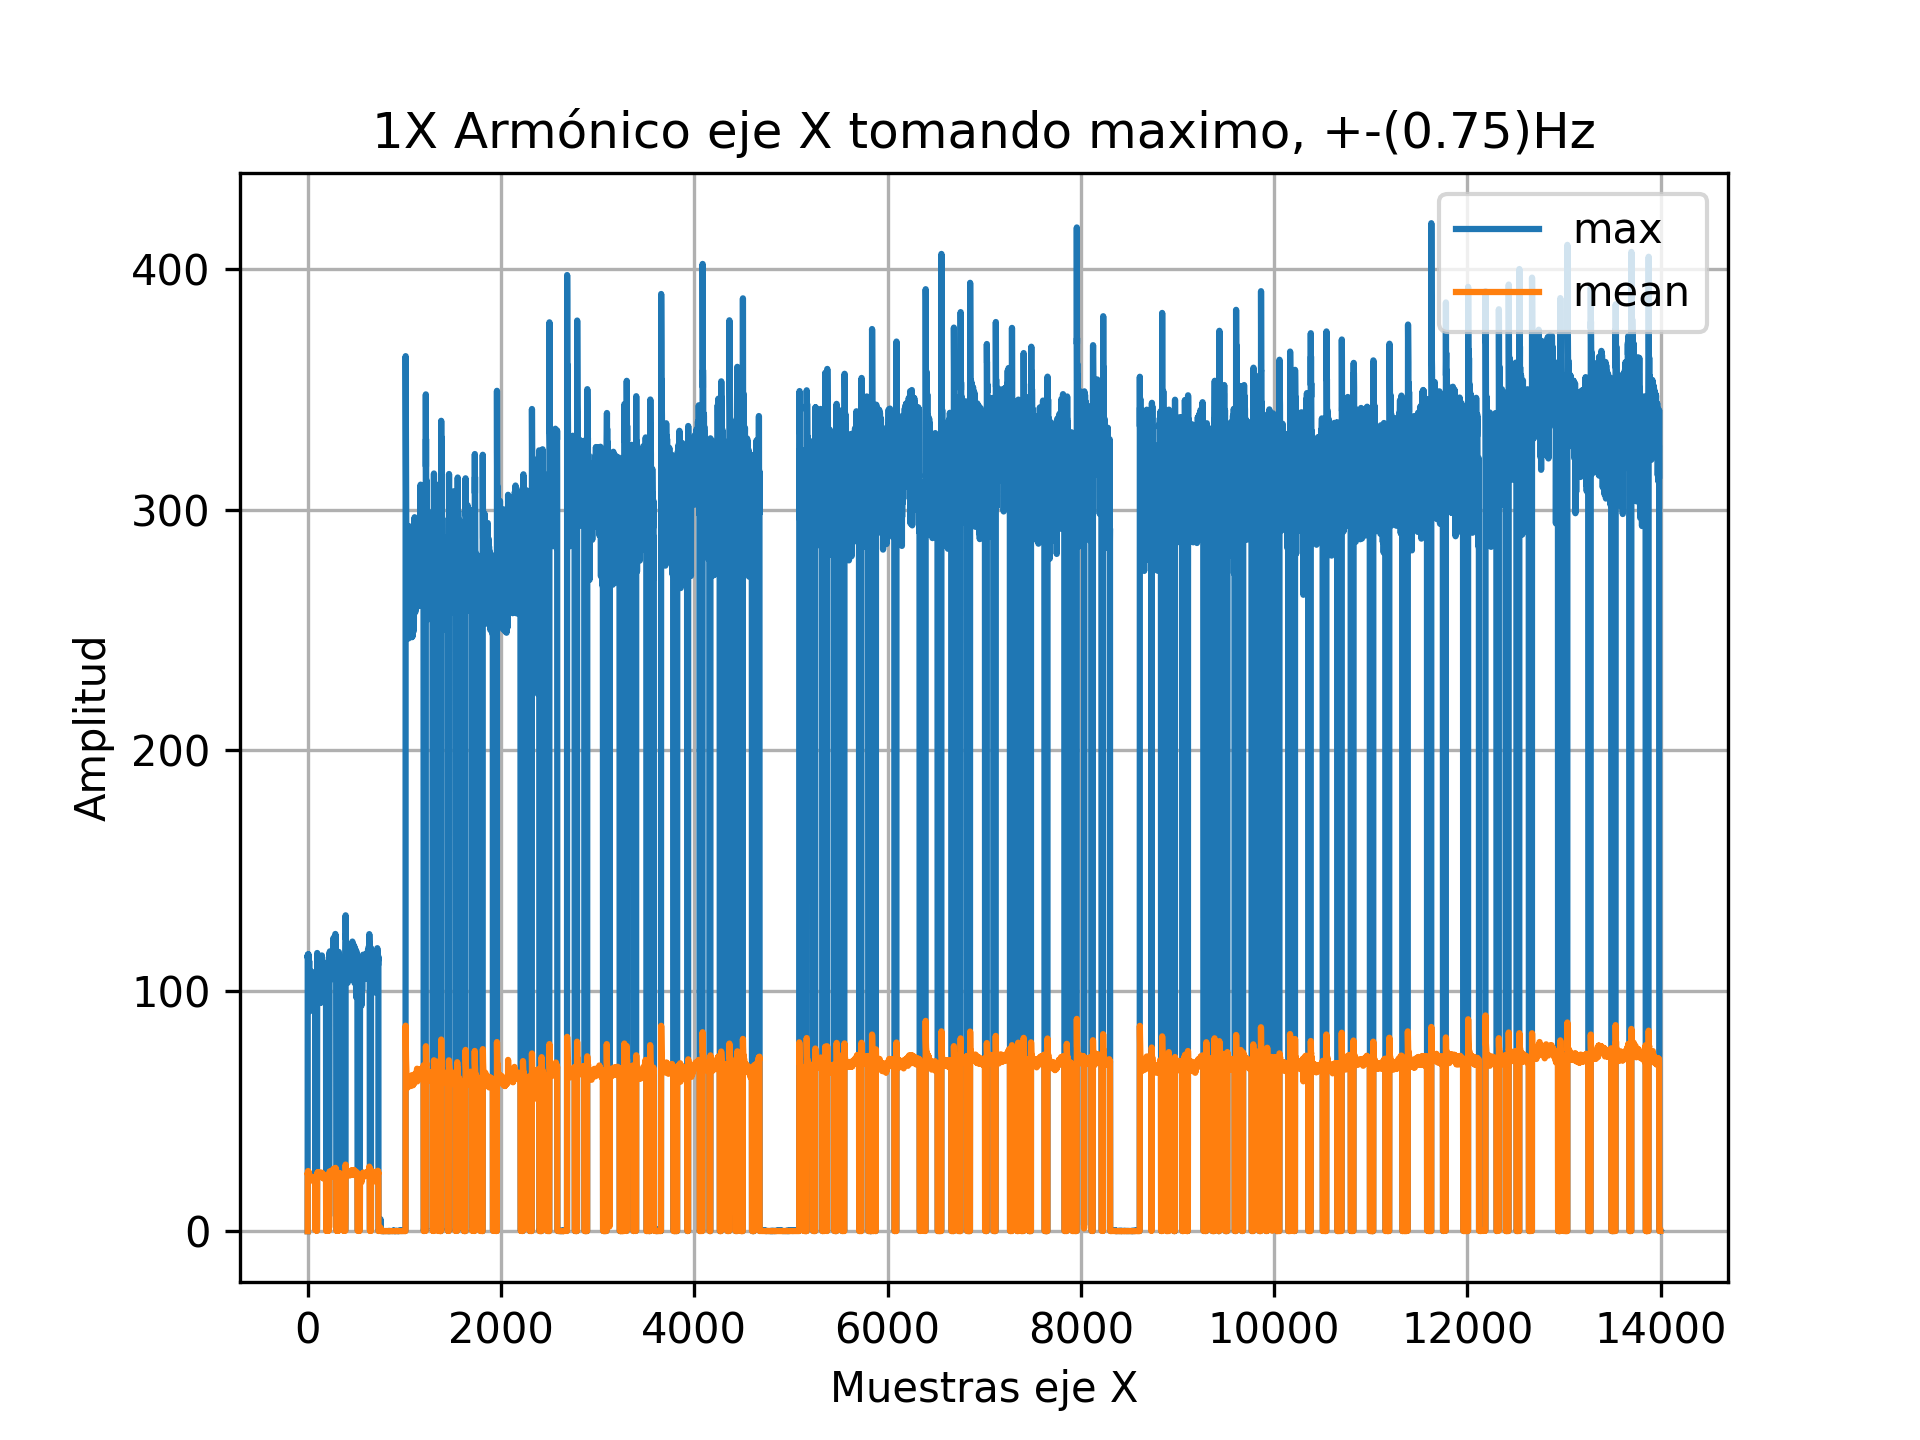 1X Armónico eje X tomando maximo, +-(0.75)Hz
max
mean
400
300
200
100
0
Amplitud
0 2000 4000 6000 8000 10000 12000 14000
Muestras eje X